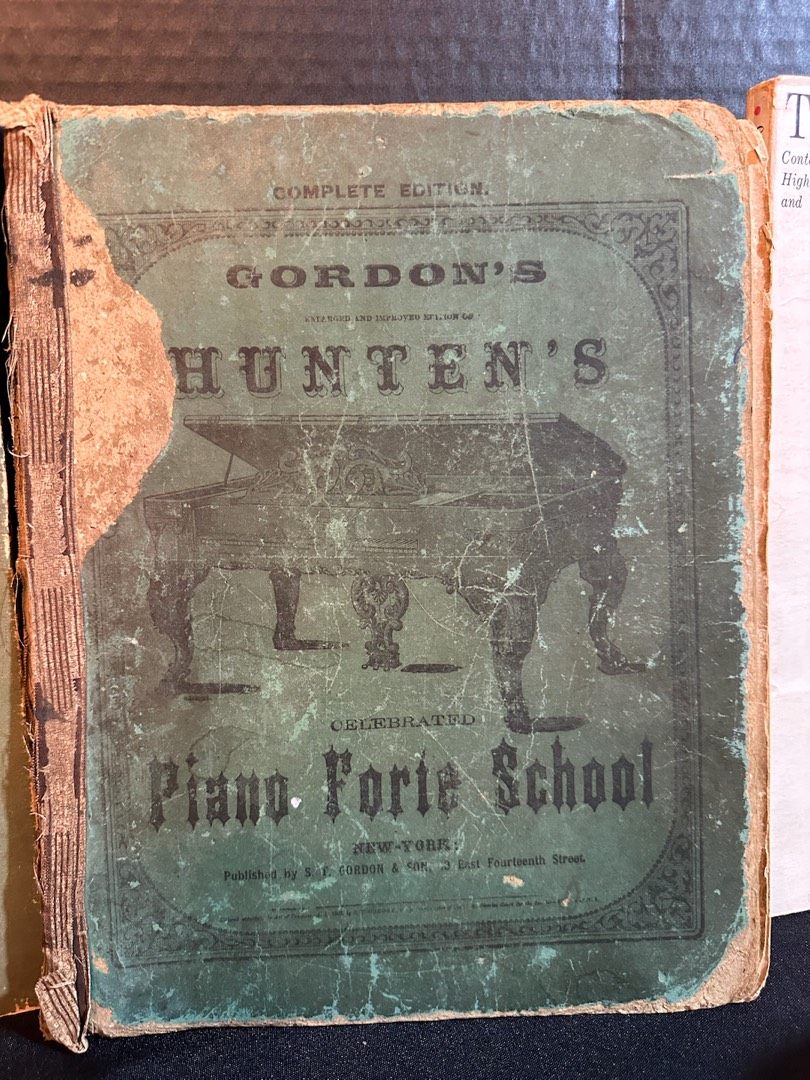 COMPLETE EDITION.
GORDON'S
ENLARGED AND IMPROVED EDITION OF
HUNTEN'S
CELEBRATED
Piano Forte School
NEW-YORK:
Published by S. T. GORDON & SON, 13 East Fourteenth Street.
T
Cont
High
and